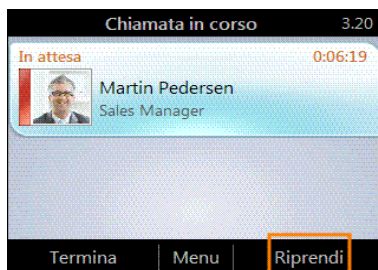 Chiamata in corso 3.20
In attesa 0:06:19
Martin Pedersen
Sales Manager
Termina Menu Riprendi